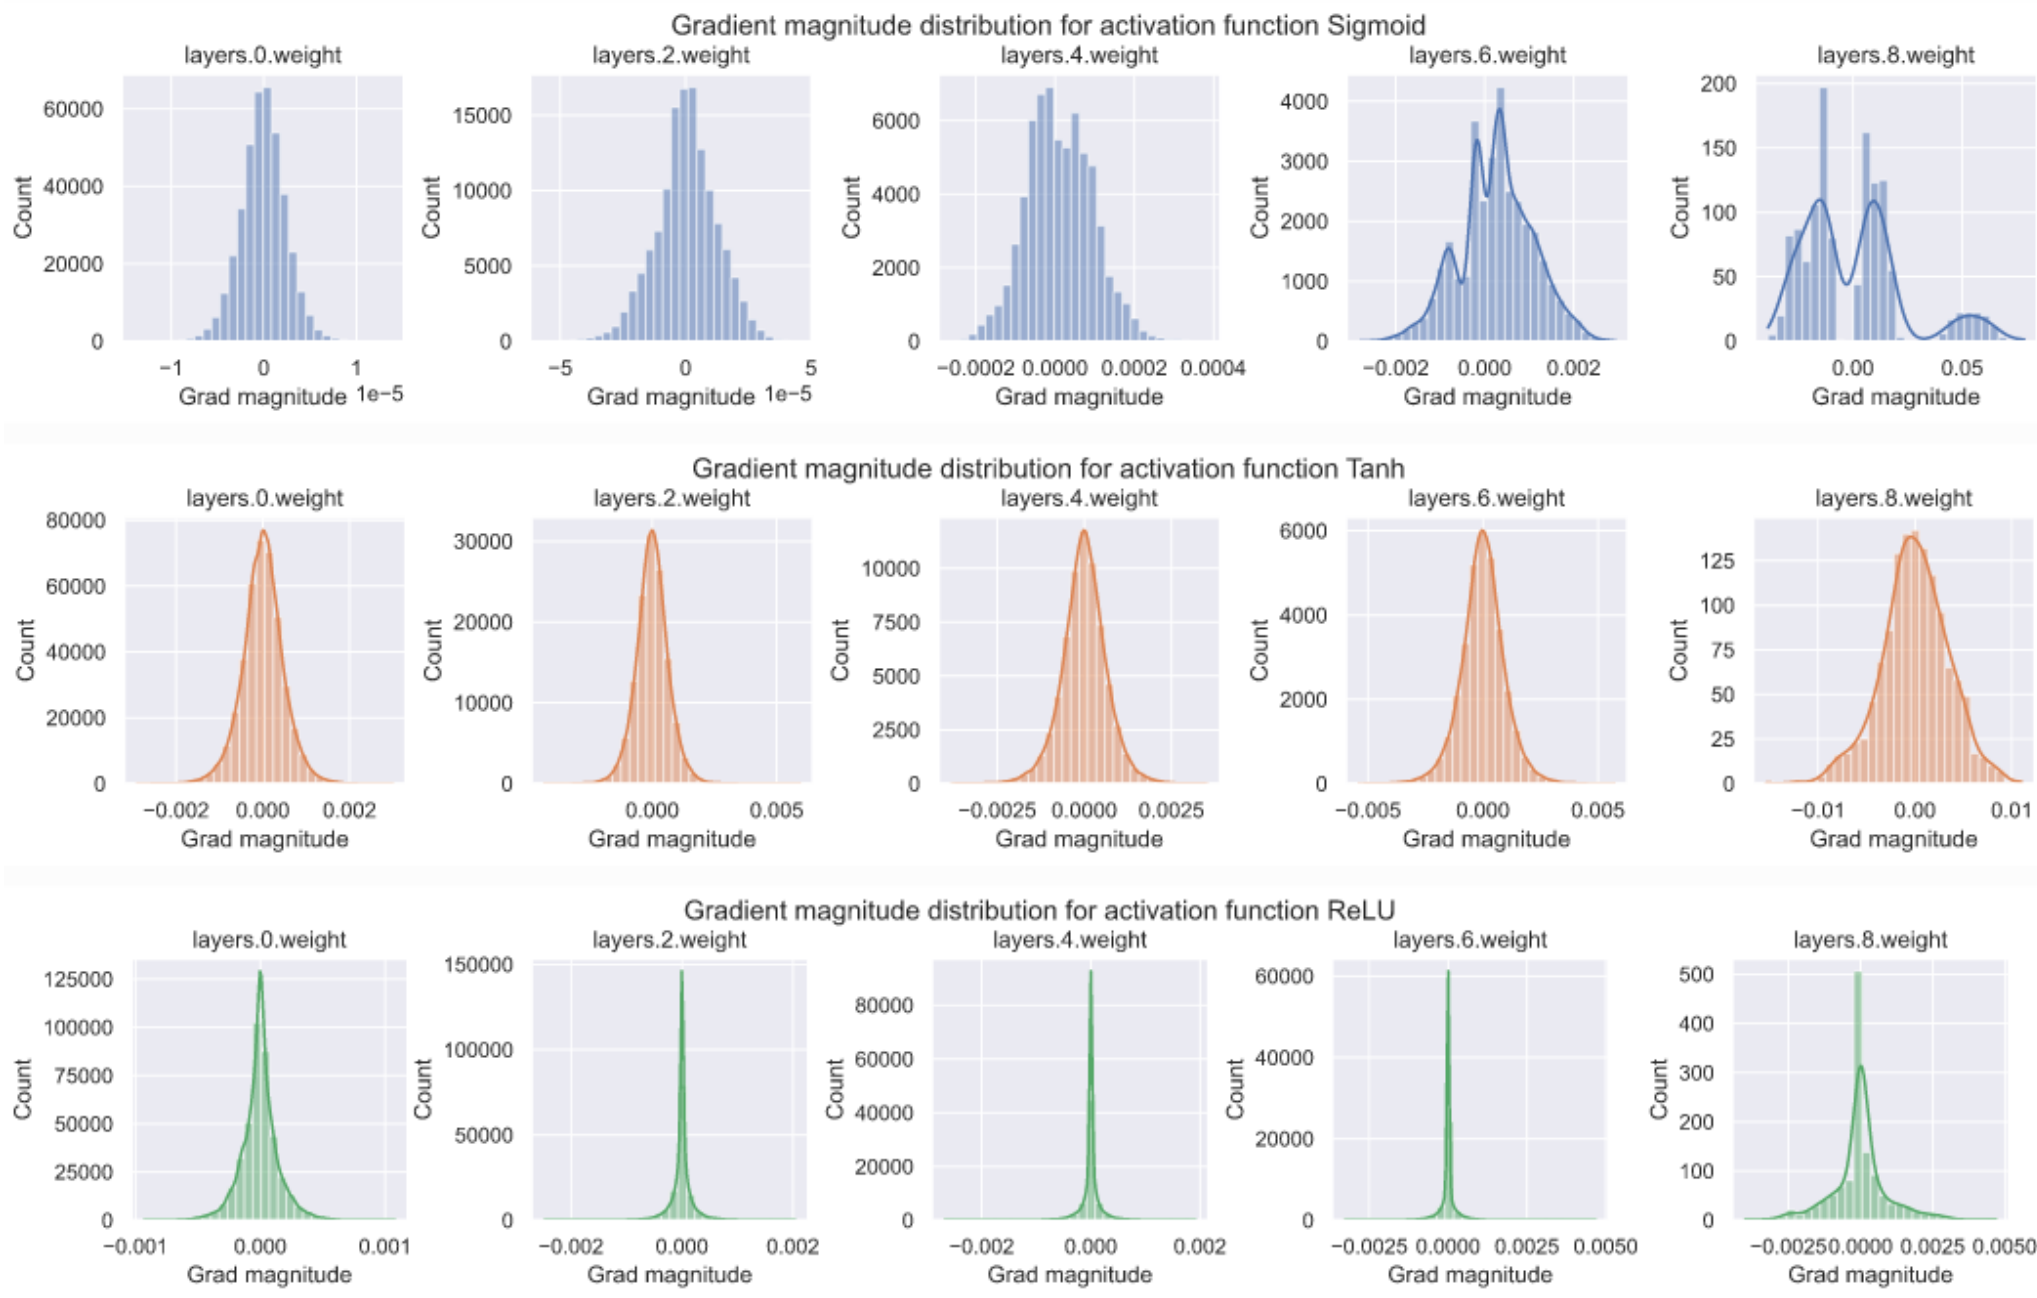 Gradient magnitude distribution for activation function Sigmoid
layers.0.weight layers.2.weight layers.4.weight layers.6.weight layers.8.weight
Count
60000
40000
20000
0
−1 0 1
Grad magnitude 1e-5
Count
15000
10000
5000
0
−5 0 5
Grad magnitude 1e-5
Count
6000
4000
2000
0
−0.0002 0.0000 0.0002 0.0004
Grad magnitude
Count
4000
3000
2000
1000
0
−0.002 0.000 0.002
Grad magnitude
Count
200
150
100
50
0
0.00 0.05
Grad magnitude
Gradient magnitude distribution for activation function Tanh
layers.0.weight layers.2.weight layers.4.weight layers.6.weight layers.8.weight
Count
80000
60000
40000
20000
0
−0.002 0.000 0.002
Grad magnitude
Count
30000
20000
10000
0
0.000 0.005
Grad magnitude
Count
10000
7500
5000
2500
0
−0.0025 0.0000 0.0025
Grad magnitude
Count
6000
4000
2000
0
−0.005 0.000 0.005
Grad magnitude
Count
125
100
75
50
25
0
−0.01 0.00 0.01
Grad magnitude
Gradient magnitude distribution for activation function ReLU
layers.0.weight layers.2.weight layers.4.weight layers.6.weight layers.8.weight
Count
125000
100000
75000
50000
25000
0
−0.001 0.000 0.001
Grad magnitude
Count
150000
100000
50000
0
−0.002 0.000 0.002
Grad magnitude
Count
80000
60000
40000
20000
0
−0.002 0.000 0.002
Grad magnitude
Count
60000
40000
20000
0
−0.0025 0.0000 0.0025 0.0050
Grad magnitude
Count
500
400
300
200
100
0
−0.0025 0.0000 0.0025 0.0050
Grad magnitude